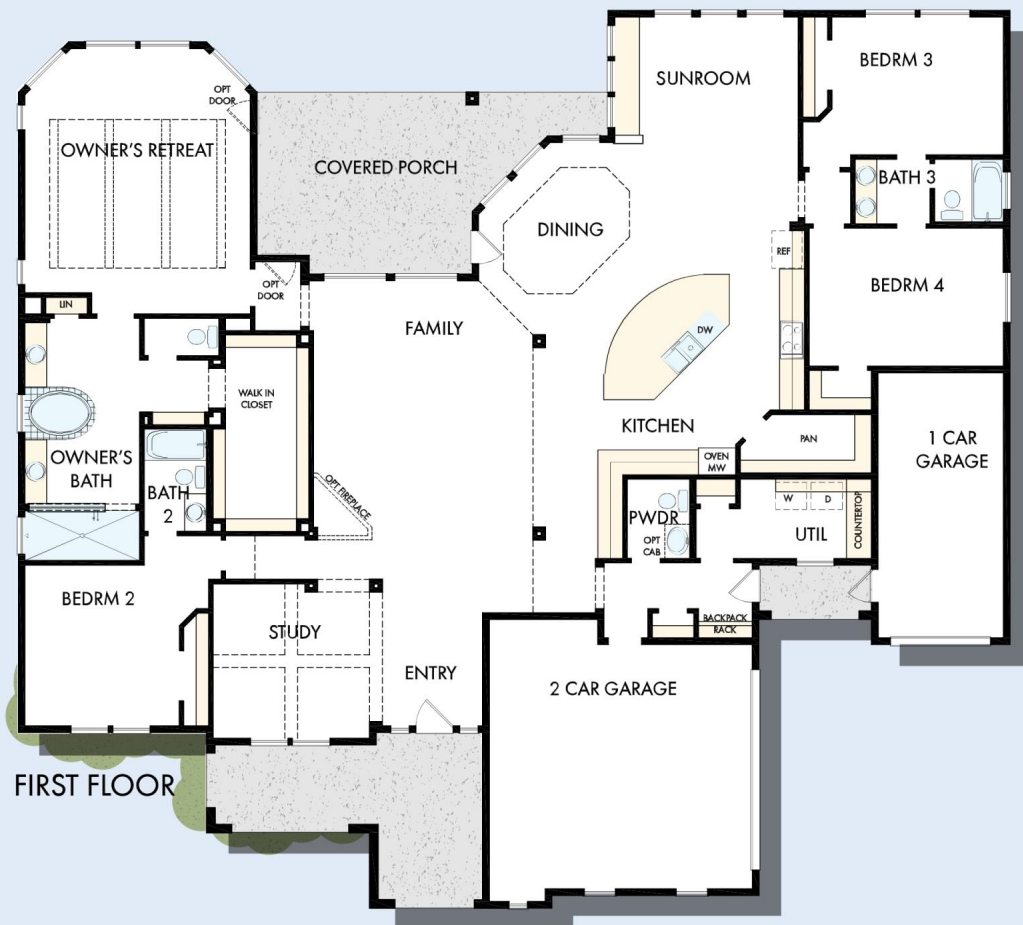 SUNROOM
BEDRM 3
OPT
DOOR
OWNER'S RETREAT
COVERED PORCH
BATH 3
DINING
REF
BEDRM 4
OPT
DOOR
LIN
FAMILY
DW
WALK IN
CLOSET
KITCHEN
PAN
1 CAR
GARAGE
OWNER'S
BATH
OVEN
MW
BATH
2
OPT FIREPLACE
W
D
COUNTERTOP
PWDR
OPT
CAB
UTIL
BEDRM 2
STUDY
BACKPACK
RACK
ENTRY
2 CAR GARAGE
FIRST FLOOR